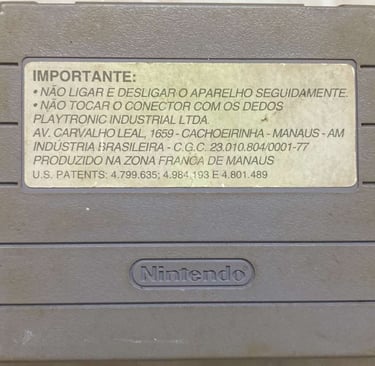 IMPORTANTE:
• NÃO LIGAR E DESLIGAR O APARELHO SEGUIDAMENTE.
• NÃO TOCAR O CONECTOR COM OS DEDOS
PLAYTRONIC INDUSTRIAL LTDA.
AV. CARVALHO LEAL, 1659 - CACHOEIRINHA - MANAUS - AM
INDÚSTRIA BRASILEIRA - C.G.C. 23.010.804/0001-77
PRODUZIDO NA ZONA FRANCA DE MANAUS
U.S. PATENTS: 4.799.635; 4.984.193 E 4.801.489
Nintendo®